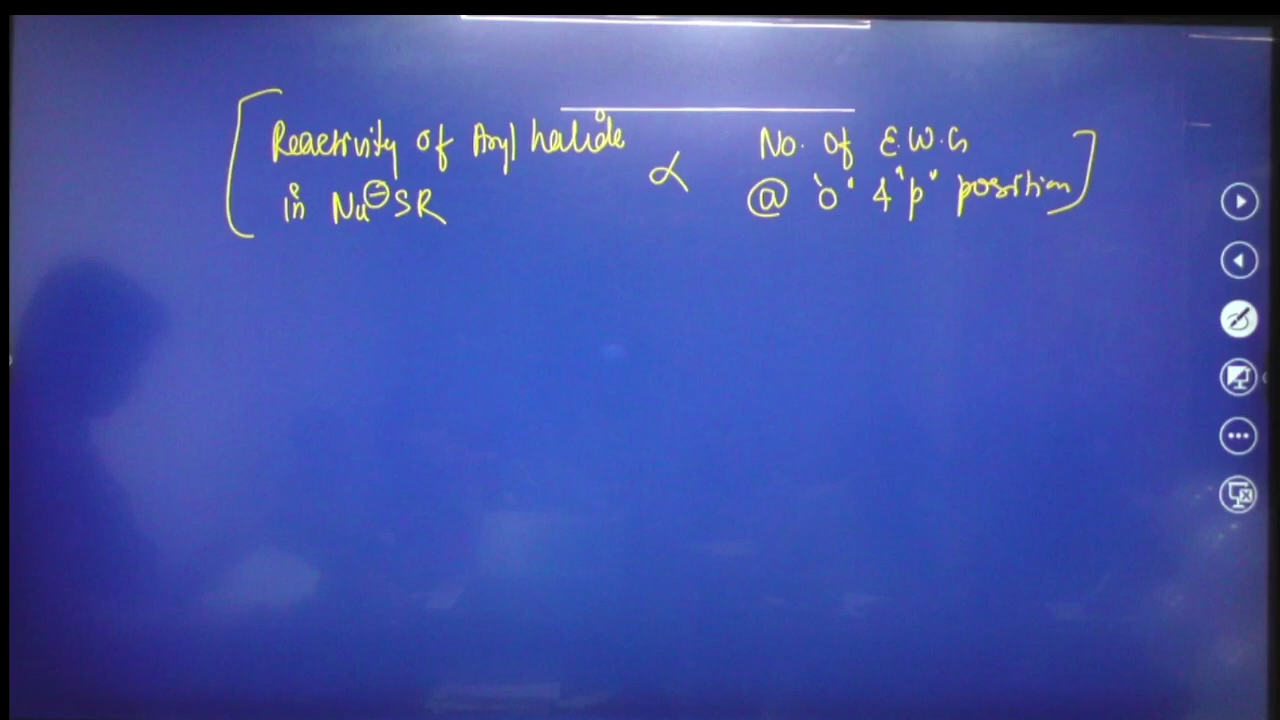 Reactivity of Aryl halide
in Nu⊖SR
∝
No. of E.W.G
@ "o" & "p" position